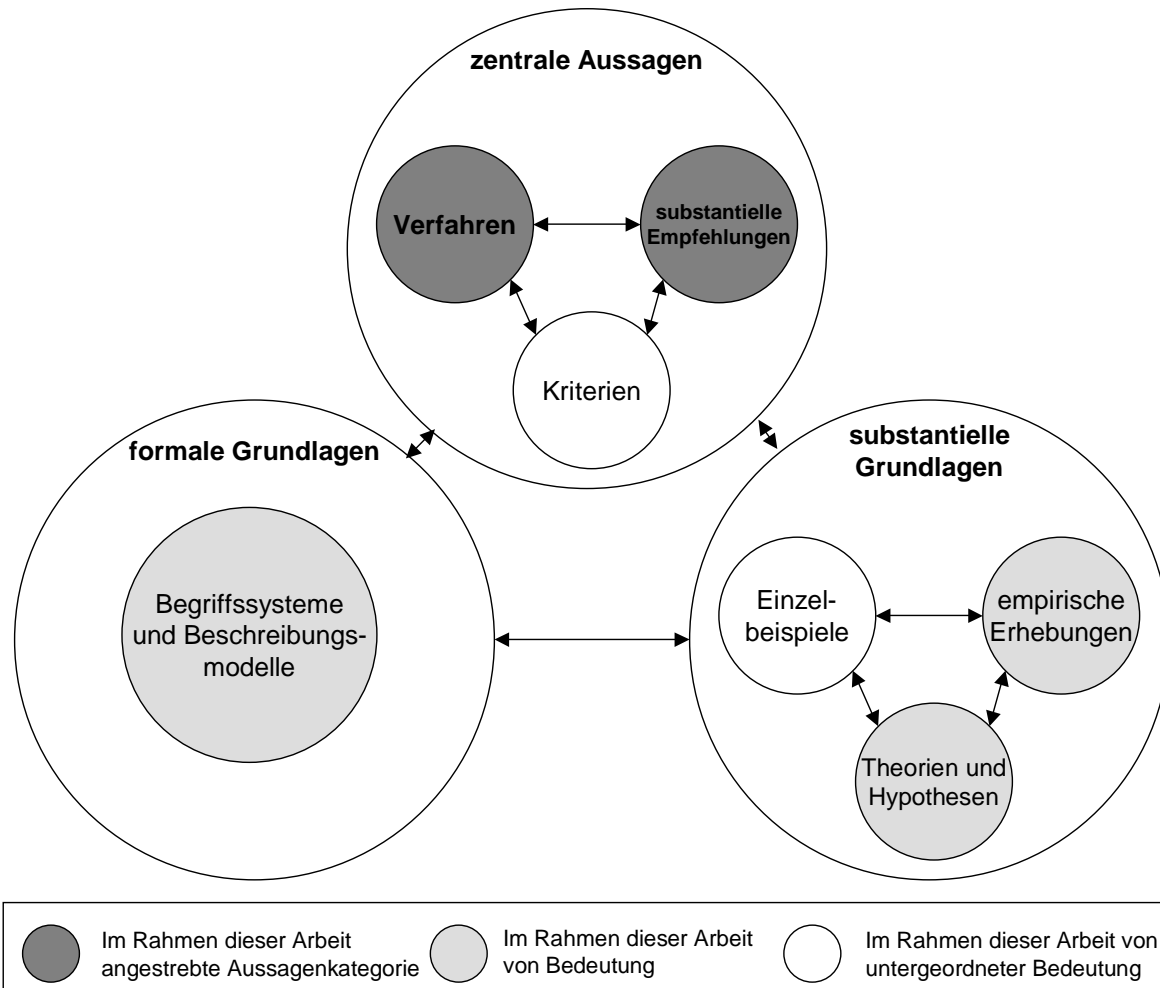 zentrale Aussagen
Verfahren
substantielle
Empfehlungen
Kriterien
formale Grundlagen
Begriffssysteme
und Beschreibungs-
modelle
substantielle
Grundlagen
Einzel-
beispiele
empirische
Erhebungen
Theorien und
Hypothesen
Im Rahmen dieser Arbeit
angestrebte Aussagenkategorie
Im Rahmen dieser Arbeit
von Bedeutung
Im Rahmen dieser Arbeit von
untergeordneter Bedeutung